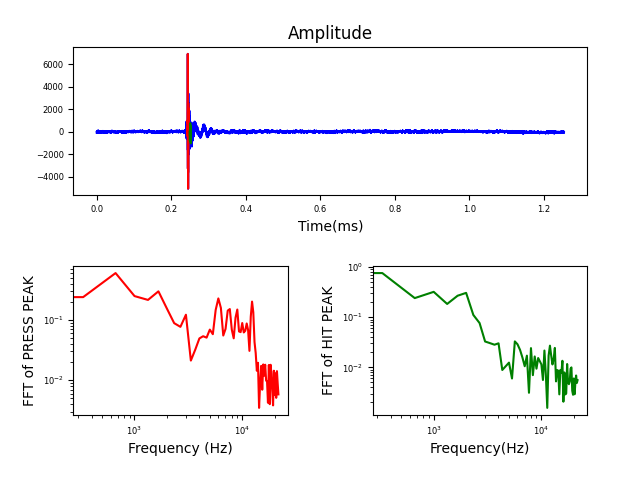 Amplitude
6000
4000
2000
0
−2000
−4000
0.0 0.2 0.4 0.6 0.8 1.0 1.2
Time(ms)
FFT of PRESS PEAK
10⁻¹
10⁻²
10³ 10⁴
Frequency (Hz)
FFT of HIT PEAK
10⁰
10⁻¹
10⁻²
10³ 10⁴
Frequency(Hz)